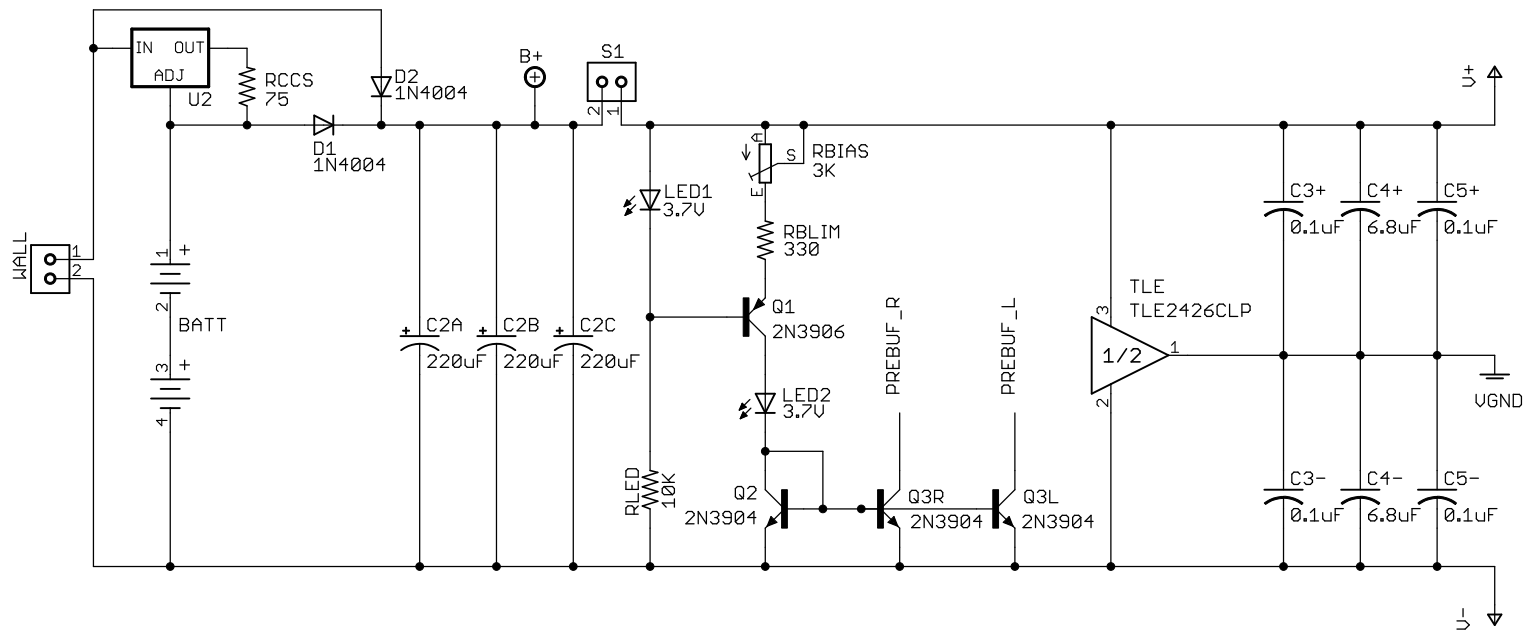 IN OUT
ADJ
U2
RCCS
75
D2
1N4004
D1
1N4004
B+
S1
2
1
V+
WALL
1
2
1
+
2
BATT
3
+
4
C2A
220uF
C2B
220uF
C2C
220uF
LED1
3.7V
A
S
E
RBIAS
3K
RBLIM
330
Q1
2N3906
LED2
3.7V
RLED
10K
Q2
2N3904
PREBUF_R
PREBUF_L
Q3R
2N3904
Q3L
2N3904
TLE
TLE2426CLP
3
1/2
1
2
C3+
0.1uF
C4+
6.8uF
C5+
0.1uF
VGND
C3-
0.1uF
C4-
6.8uF
C5-
0.1uF
V-